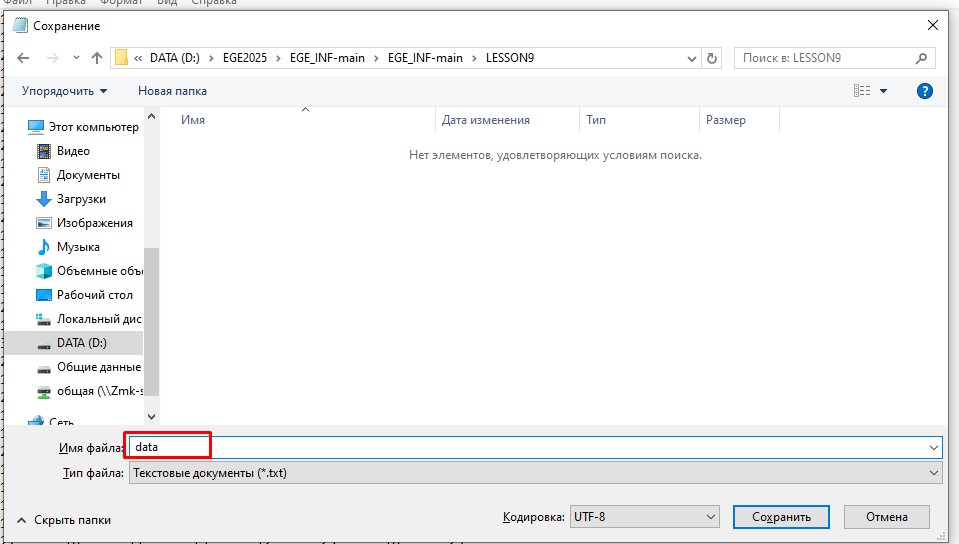 Файл Правка Формат Вид Справка
Сохранение
« DATA (D:) > EGE2025 > EGE_INF-main > EGE_INF-main > LESSON9
Поиск в: LESSON9
Упорядочить Новая папка
Этот компьютер
Видео
Документы
Загрузки
Изображения
Музыка
Объемные объ
Рабочий стол
Локальный дис
DATA (D:)
Общие данные
общая (\\Zmk-s
Сеть
Имя Дата изменения Тип Размер
Нет элементов, удовлетворяющих условиям поиска.
Имя файла: data
Тип файла: Текстовые документы (*.txt)
Скрыть папки
Кодировка: UTF-8
Сохранить
Отмена